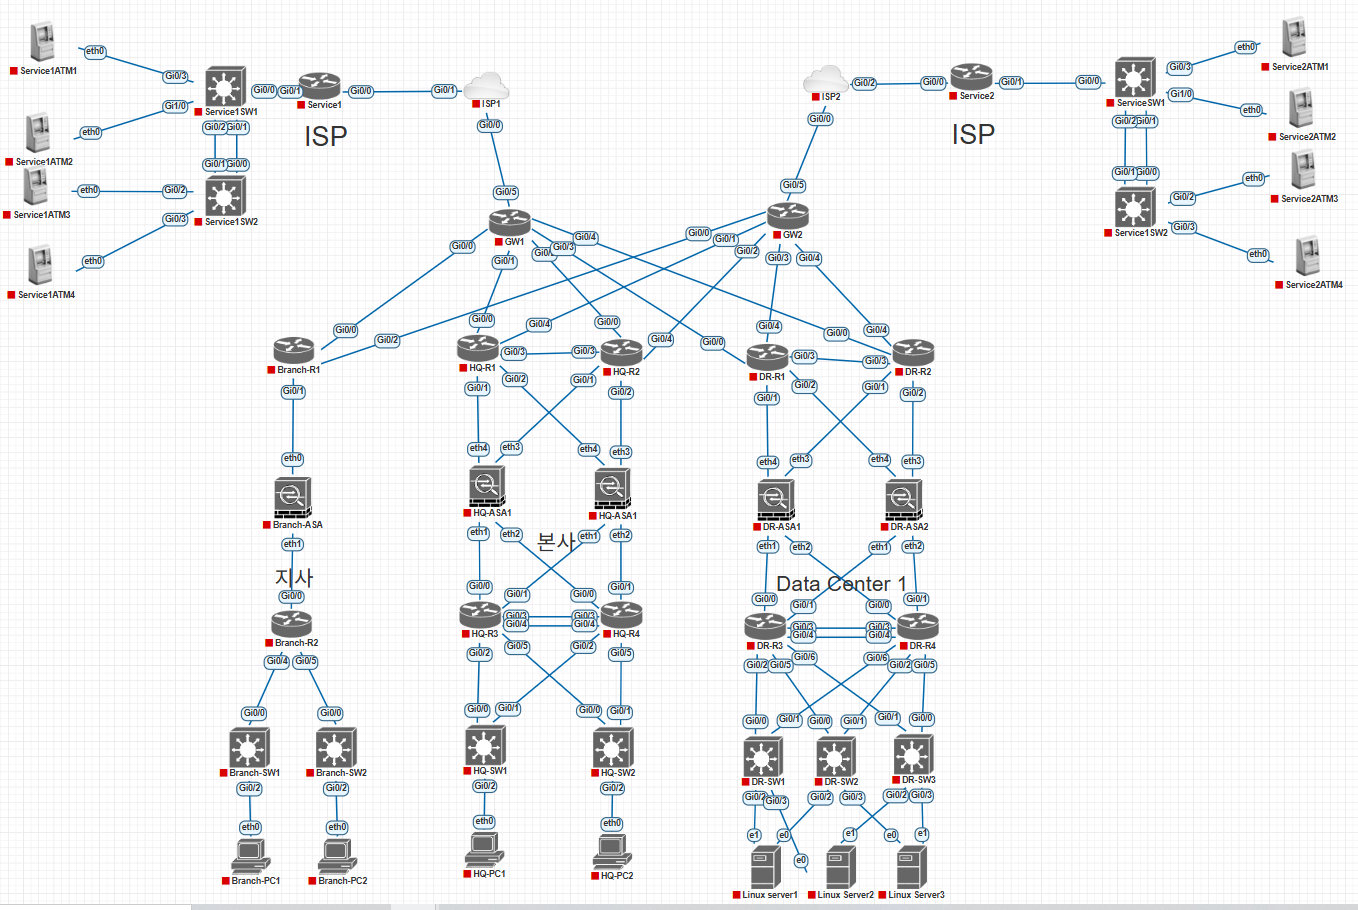 eth0
Service1ATM1
Gi0/3
Gi1/0
eth0
Service1ATM2
Service1SW1
Gi0/0
Gi0/1
Service1
Gi0/0
Gi0/1
ISP1
Gi0/0
ISP
Gi0/2
Gi0/1
Gi0/1
Gi0/0
eth0
Gi0/2
Service1ATM3
Gi0/3
Service1SW2
eth0
Service1ATM4
ISP2
Gi0/2
Gi0/0
Service2
Gi0/1
Gi0/0
ServiceSW1
Gi0/0
ISP
Gi0/3
eth0
Service2ATM1
Gi1/0
eth0
Service2ATM2
Gi0/2
Gi0/1
Gi0/1
Gi0/0
Gi0/2
eth0
Service2ATM3
Service1SW2
Gi0/3
eth0
Service2ATM4
Gi0/5
GW1
Gi0/0
Gi0/1
Gi0/3
Gi0/4
Gi0/5
GW2
Gi0/0
Gi0/1
Gi0/2
Gi0/3
Gi0/4
Gi0/0
Gi0/2
Branch-R1
Gi0/1
Gi0/0
Gi0/4
HQ-R1
Gi0/3
Gi0/3
Gi0/1
Gi0/2
Gi0/0
Gi0/4
HQ-R2
Gi0/1
Gi0/2
Gi0/0
Gi0/4
DR-R1
Gi0/3
Gi0/3
Gi0/1
Gi0/2
Gi0/0
Gi0/4
DR-R2
Gi0/1
Gi0/2
eth0
Branch-ASA
eth1
지사
Gi0/0
Branch-R2
Gi0/4
Gi0/5
eth4
eth3
HQ-ASA1
eth1
eth2
eth4
eth3
HQ-ASA1
eth1
eth2
본사
eth4
eth3
DR-ASA1
eth1
eth2
eth4
eth3
DR-ASA2
eth1
eth2
Data Center 1
Gi0/0
Gi0/1
HQ-R3
Gi0/3
Gi0/4
Gi0/3
Gi0/4
Gi0/2
Gi0/5
Gi0/0
Gi0/1
HQ-R4
Gi0/2
Gi0/5
Gi0/0
Gi0/1
DR-R3
Gi0/3
Gi0/4
Gi0/3
Gi0/4
Gi0/2
Gi0/5
Gi0/6
Gi0/0
Gi0/1
DR-R4
Gi0/6
Gi0/2
Gi0/5
Gi0/0
Branch-SW1
Gi0/2
eth0
Branch-PC1
Gi0/0
Branch-SW2
Gi0/2
eth0
Branch-PC2
Gi0/0
Gi0/1
HQ-SW1
Gi0/2
eth0
HQ-PC1
Gi0/0
Gi0/1
HQ-SW2
Gi0/2
eth0
HQ-PC2
Gi0/0
Gi0/1
DR-SW1
Gi0/2
Gi0/3
Gi0/0
Gi0/1
DR-SW2
Gi0/2
Gi0/3
Gi0/1
Gi0/0
DR-SW3
Gi0/2
Gi0/3
e1
e0
Linux server1
e0
e1
Linux Server2
e0
e1
Linux Server3